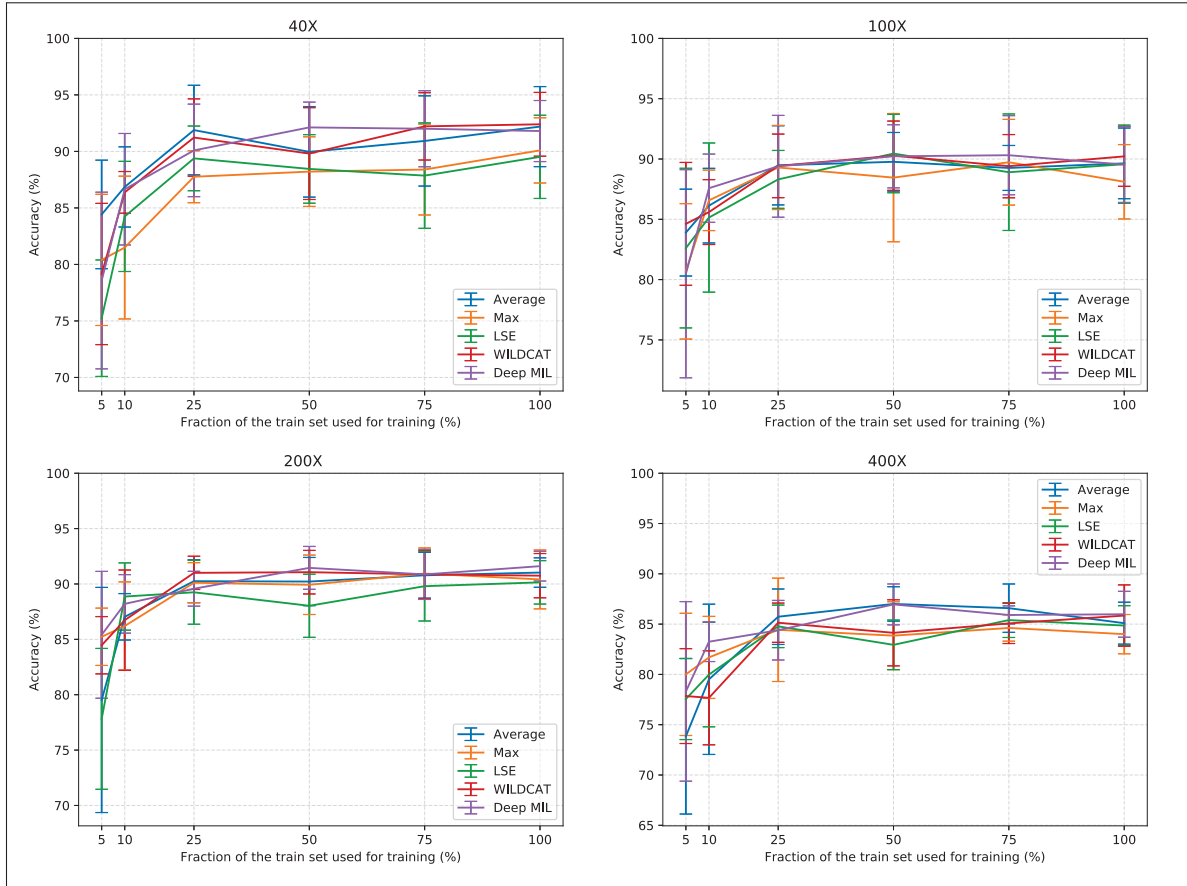 40X
100
95
90
85
80
75
70
Accuracy (%)
5 10 25 50 75 100
Fraction of the train set used for training (%)
Average
Max
LSE
WILDCAT
Deep MIL
100X
100
95
90
85
80
75
Accuracy (%)
5 10 25 50 75 100
Fraction of the train set used for training (%)
Average
Max
LSE
WILDCAT
Deep MIL
200X
100
95
90
85
80
75
70
Accuracy (%)
5 10 25 50 75 100
Fraction of the train set used for training (%)
Average
Max
LSE
WILDCAT
Deep MIL
400X
100
95
90
85
80
75
70
65
Accuracy (%)
5 10 25 50 75 100
Fraction of the train set used for training (%)
Average
Max
LSE
WILDCAT
Deep MIL